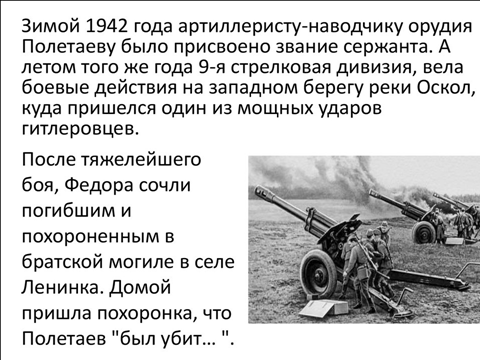 Зимой 1942 года артиллеристу-наводчику орудия
Полетаеву было присвоено звание сержанта. А
летом того же года 9-я стрелковая дивизия, вела
боевые действия на западном берегу реки Оскол,
куда пришелся один из мощных ударов
гитлеровцев.
После тяжелейшего
боя, Федора сочли
погибшим и
похороненным в
братской могиле в селе
Ленинка. Домой
пришла похоронка, что
Полетаев "был убит… ".